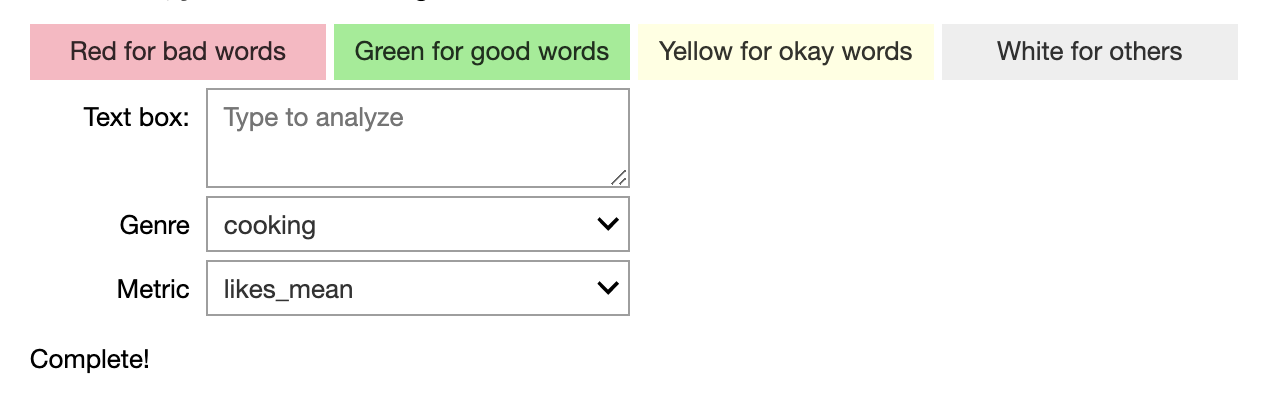 Red for bad words Green for good words Yellow for okay words White for others
Text box: Type to analyze
Genre cooking
Metric likes_mean
Complete!